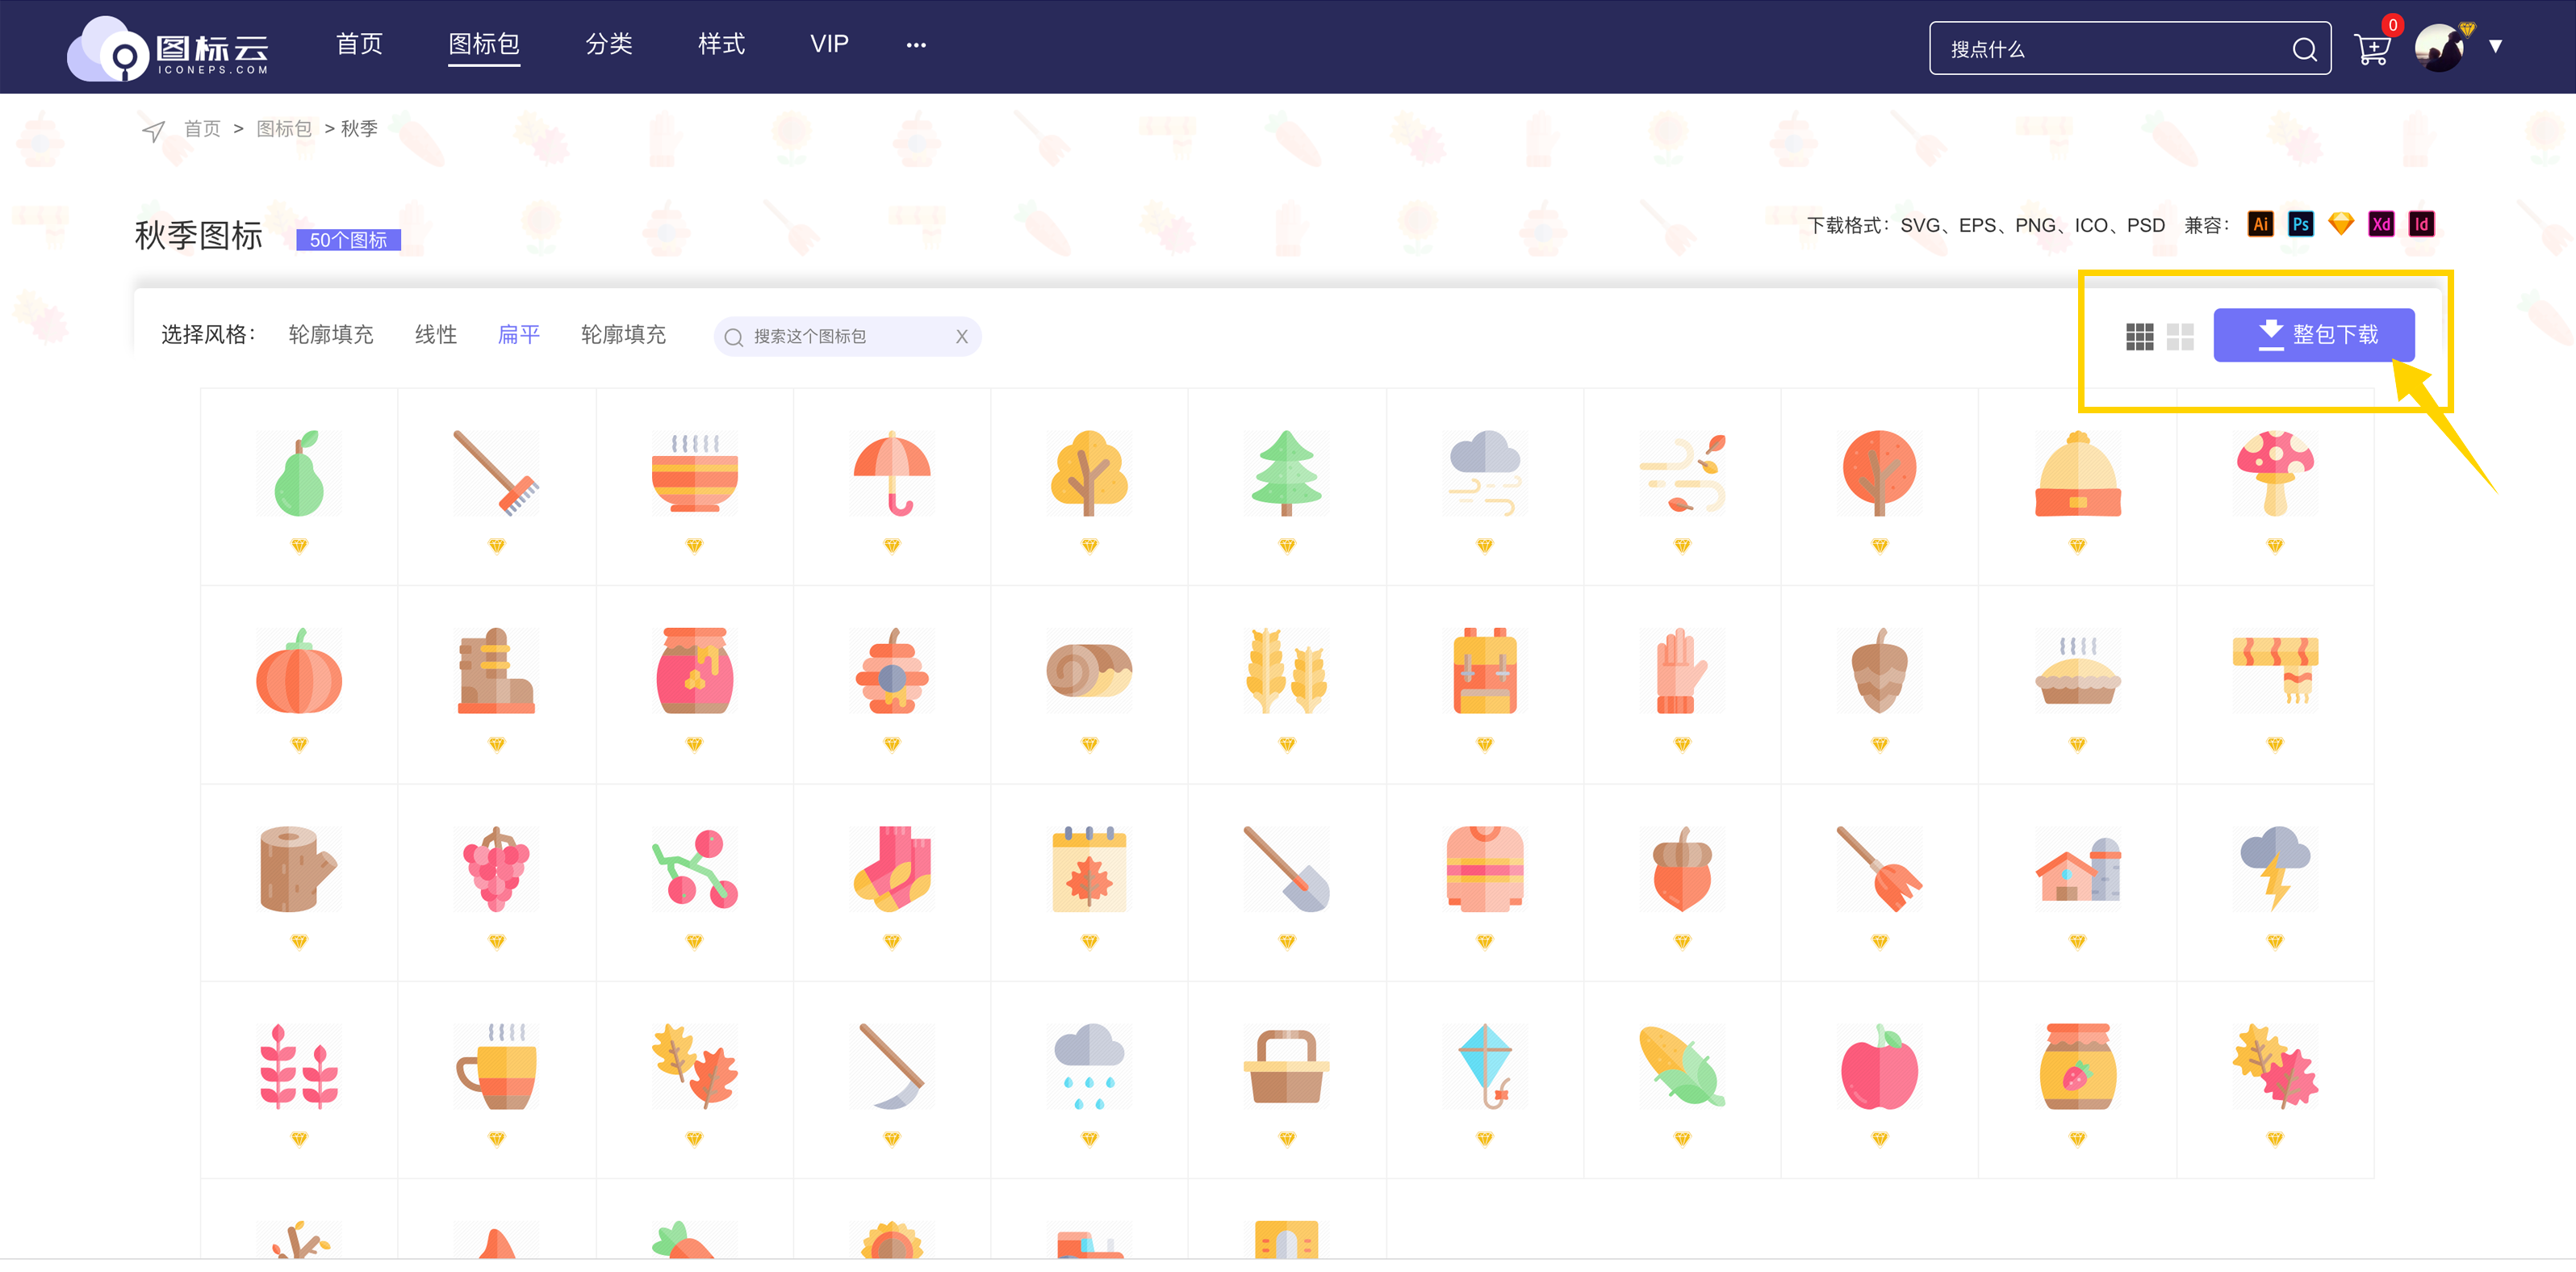 图标云
ICONEPS.COM
首页 图标包 分类 样式 VIP ···
搜点什么
0
首页 > 图标包 > 秋季
秋季图标 50个图标
下载格式：SVG、EPS、PNG、ICO、PSD 兼容： Ai Ps Xd Id
选择风格： 轮廓填充 线性 扁平 轮廓填充 搜索这个图标包 X
整包下载